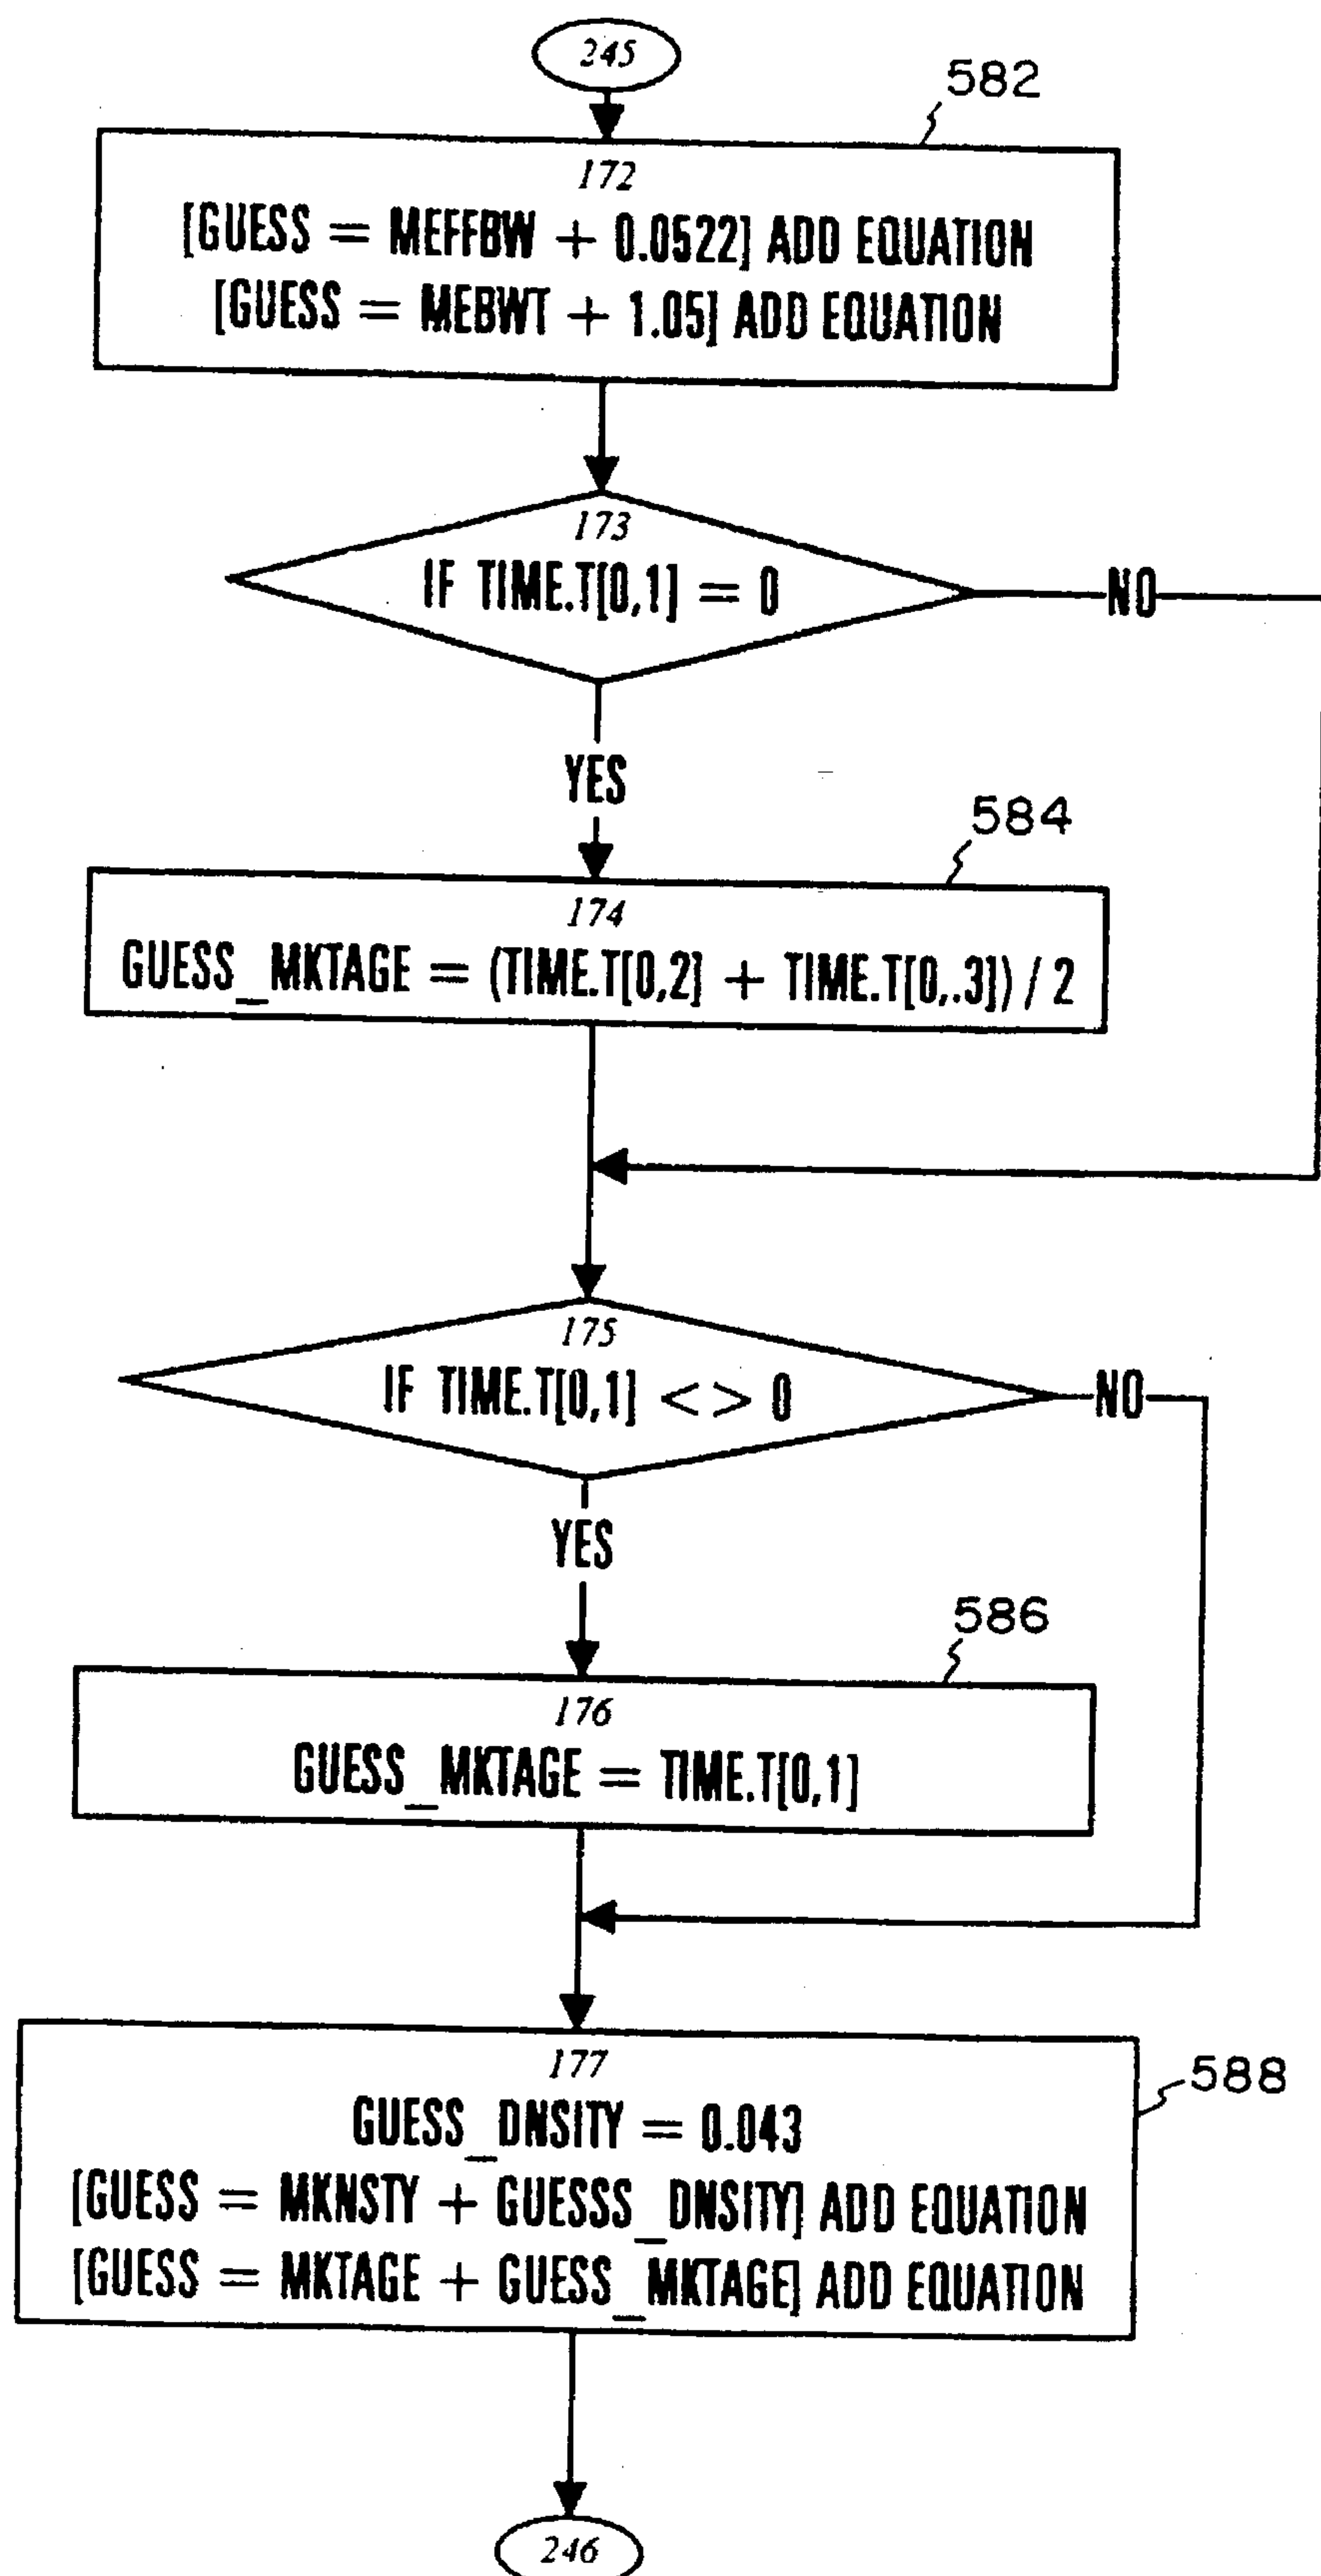 245
582
172
[GUESS = MEFFBW + 0.0522] ADD EQUATION
[GUESS = MEBWT + 1.05] ADD EQUATION
173
IF TIME.T[0,1] = 0
NO
YES
584
174
GUESS_MKTAGE = (TIME.T[0,2] + TIME.T[0,.3]) / 2
175
IF TIME.T[0,1] < > 0
NO
YES
586
176
GUESS_MKTAGE = TIME.T[0,1]
177
588
GUESS_DNSITY = 0.043
[GUESS = MKNSTY + GUESSS_DNSITY] ADD EQUATION
[GUESS = MKTAGE + GUESS_MKTAGE] ADD EQUATION
246